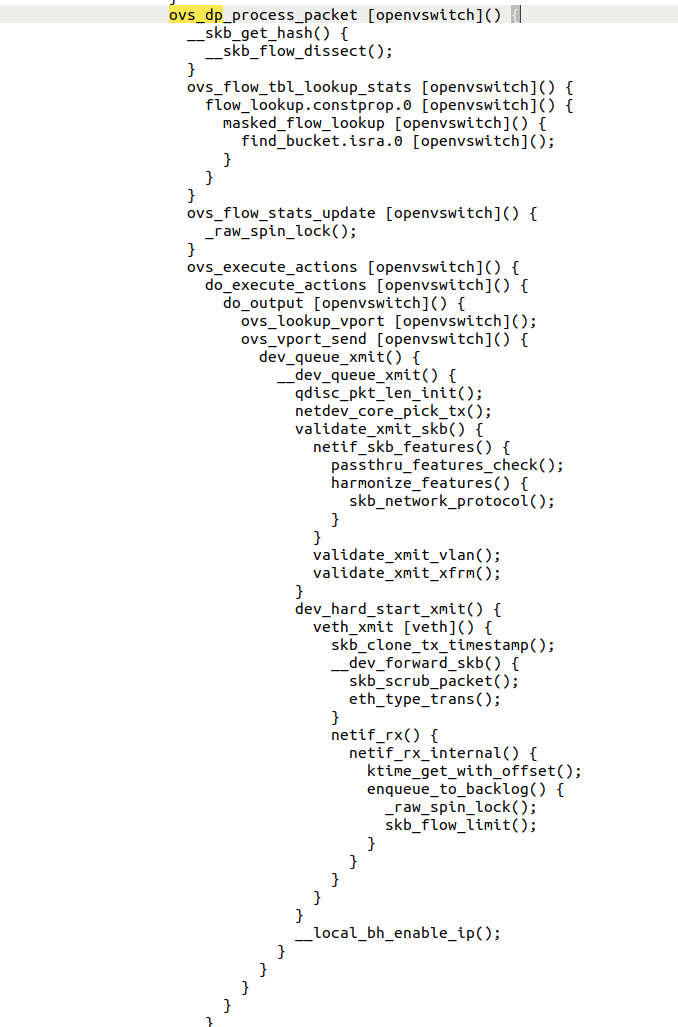 }
ovs_dp_process_packet [openvswitch]() {
__skb_get_hash() {
__skb_flow_dissect();
}
ovs_flow_tbl_lookup_stats [openvswitch]() {
flow_lookup.constprop.0 [openvswitch]() {
masked_flow_lookup [openvswitch]() {
find_bucket.isra.0 [openvswitch]();
}
}
}
ovs_flow_stats_update [openvswitch]() {
_raw_spin_lock();
}
ovs_execute_actions [openvswitch]() {
do_execute_actions [openvswitch]() {
do_output [openvswitch]() {
ovs_lookup_vport [openvswitch]();
ovs_vport_send [openvswitch]() {
dev_queue_xmit() {
__dev_queue_xmit() {
qdisc_pkt_len_init();
netdev_core_pick_tx();
validate_xmit_skb() {
netif_skb_features() {
passthru_features_check();
harmonize_features() {
skb_network_protocol();
}
}
validate_xmit_vlan();
validate_xmit_xfrm();
}
dev_hard_start_xmit() {
veth_xmit [veth]() {
skb_clone_tx_timestamp();
__dev_forward_skb() {
skb_scrub_packet();
eth_type_trans();
}
netif_rx() {
netif_rx_internal() {
ktime_get_with_offset();
enqueue_to_backlog() {
_raw_spin_lock();
skb_flow_limit();
}
}
}
}
}
__local_bh_enable_ip();
}
}
}
}
}